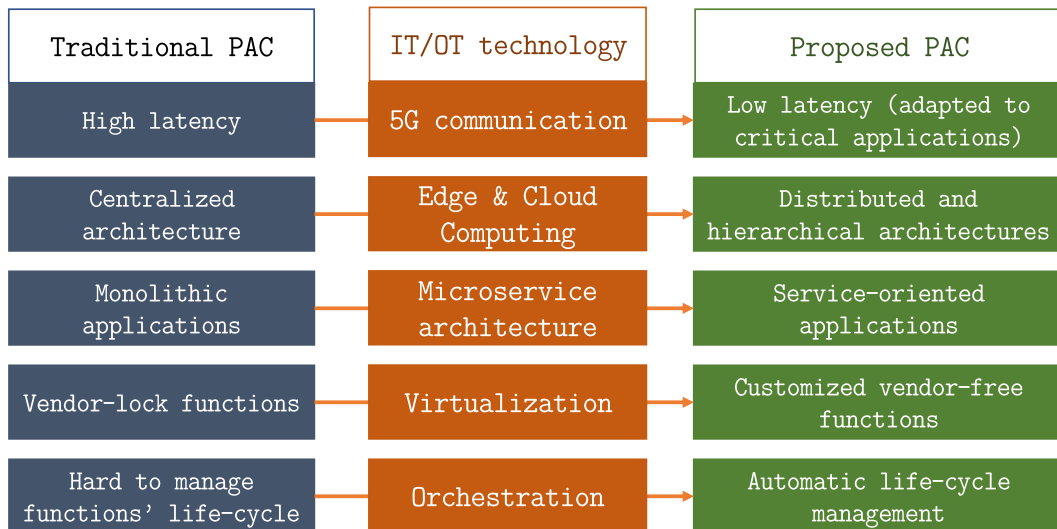 Traditional PAC
IT/OT technology
Proposed PAC
High latency
5G communication
Low latency (adapted to
critical applications)
Centralized
architecture
Edge & Cloud
Computing
Distributed and
hierarchical architectures
Monolithic
applications
Microservice
architecture
Service-oriented
applications
Vendor-lock functions
Virtualization
Customized vendor-free
functions
Hard to manage
functions' life-cycle
Orchestration
Automatic life-cycle
management